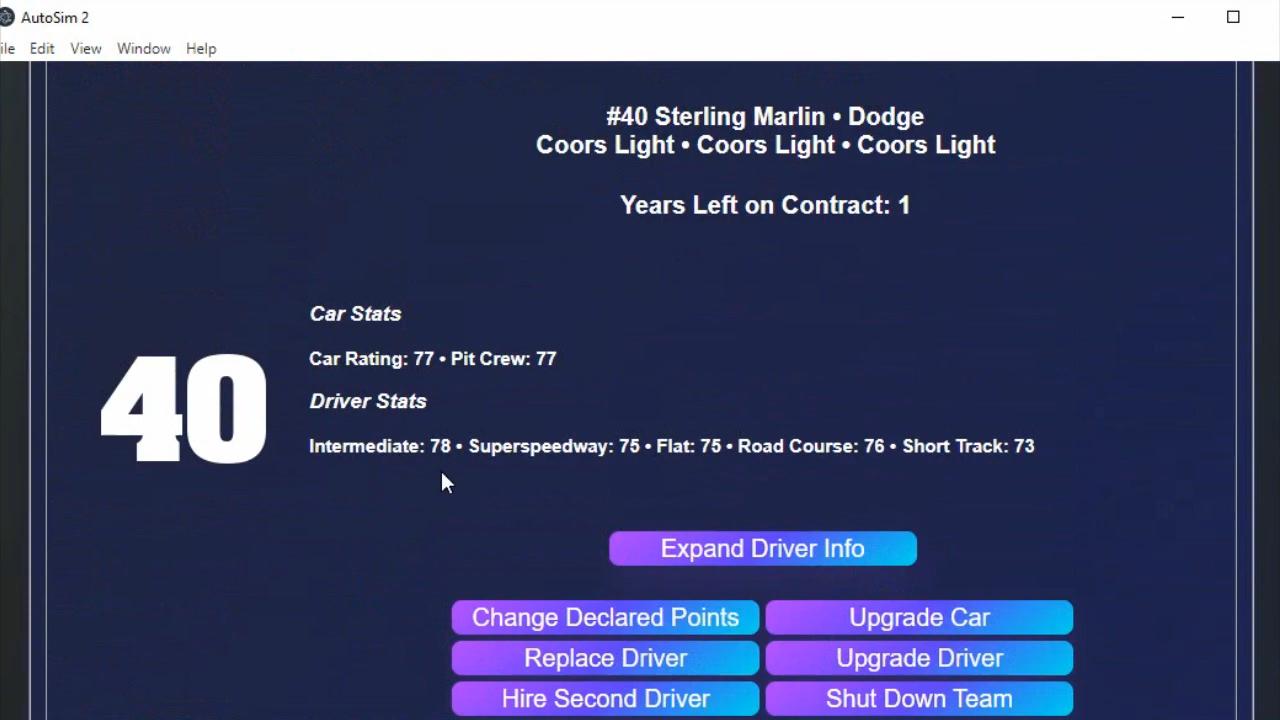 AutoSim 2
ile Edit View Window Help
#40 Sterling Marlin • Dodge
Coors Light • Coors Light • Coors Light
Years Left on Contract: 1
Car Stats
Car Rating: 77 • Pit Crew: 77
40
Driver Stats
Intermediate: 78 • Superspeedway: 75 • Flat: 75 • Road Course: 76 • Short Track: 73
Expand Driver Info
Change Declared Points Upgrade Car
Replace Driver Upgrade Driver
Hire Second Driver Shut Down Team